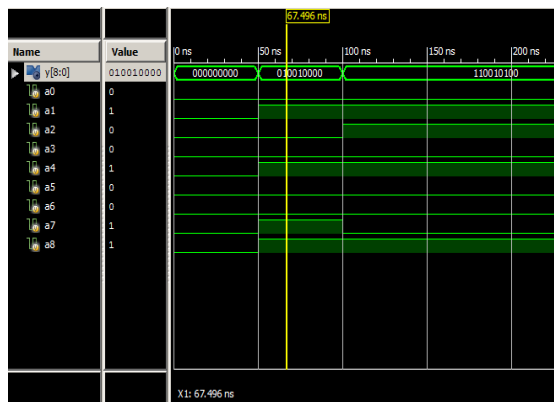 67.496 ns
Name Value 0 ns 50 ns 100 ns 150 ns 200 ns
y[8:0] 010010000 000000000 010010000 110010100
a0 0
a1 1
a2 0
a3 0
a4 1
a5 0
a6 0
a7 1
a8 1
X1: 67.496 ns